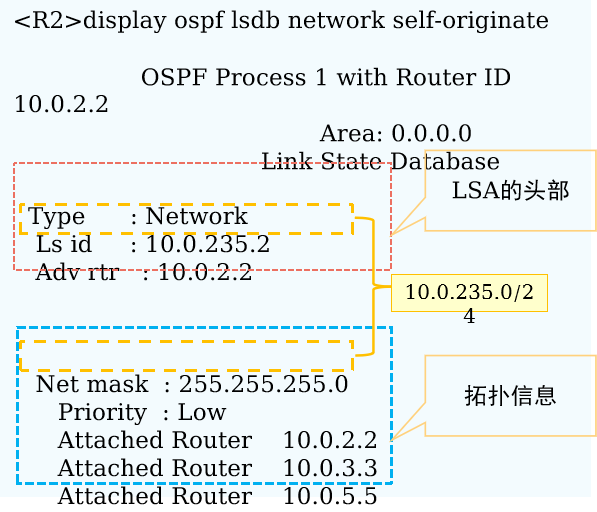 <R2>display ospf lsdb network self-originate
OSPF Process 1 with Router ID
10.0.2.2
Area: 0.0.0.0
Link State Database
LSA的头部
Type : Network
Ls id : 10.0.235.2
Adv rtr : 10.0.2.2
10.0.235.0/2
4
Net mask : 255.255.255.0
Priority : Low
拓扑信息
Attached Router 10.0.2.2
Attached Router 10.0.3.3
Attached Router 10.0.5.5